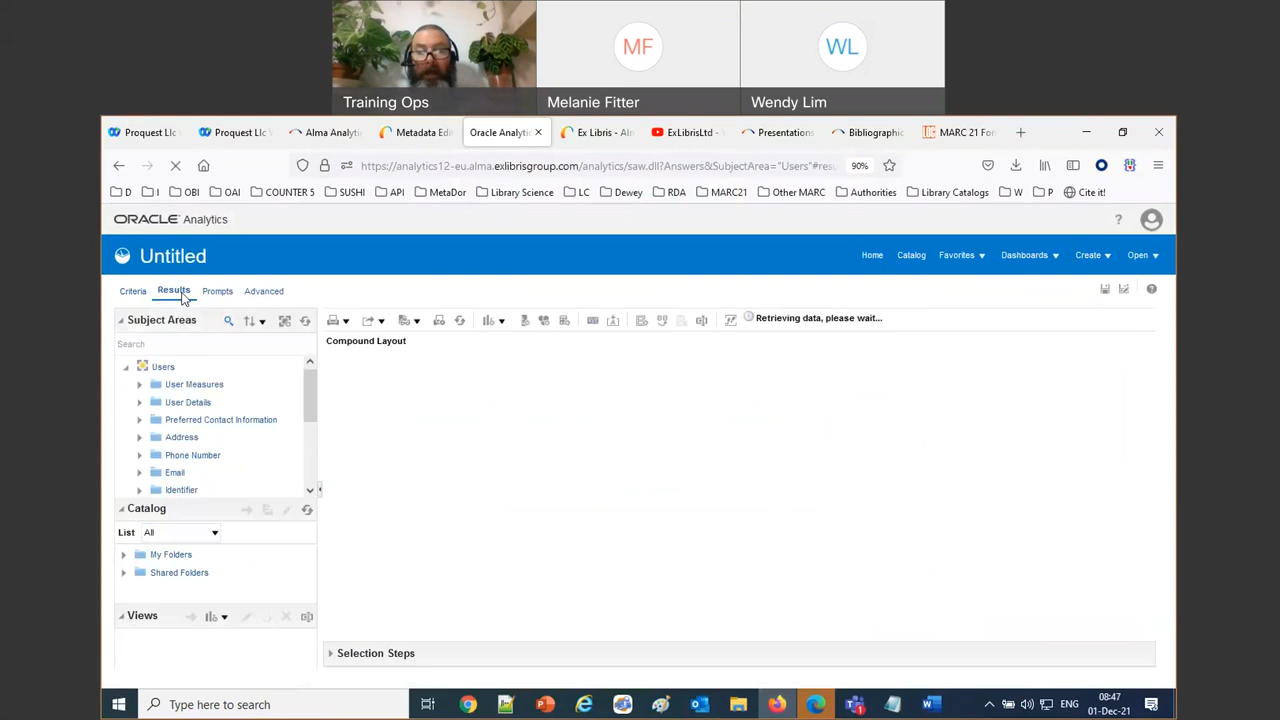 MF
WL
Training Ops
Melanie Fitter
Wendy Lim
Proquest Llc
Proquest Llc
Alma Analyti
Metadata Edi
Oracle Analytic
Ex Libris - Aln
ExLibrisLtd -
Presentations
Bibliographic
MARC 21 For
https://analytics12-eu.alma.exlibrisgroup.com/analytics/saw.dll?Answers&SubjectArea="Users"#resu
90%
D I OBI OAI COUNTER 5 SUSHI API MetaDor Library Science LC Dewey RDA MARC21 Other MARC Authorities Library Catalogs W P Cite it!
ORACLE Analytics
?
Untitled
Home Catalog Favorites Dashboards Create Open
Criteria Results Prompts Advanced
Subject Areas
Retrieving data, please wait...
Search
Compound Layout
Users
User Measures
User Details
Preferred Contact Information
Address
Phone Number
Email
Identifier
Catalog
List All
My Folders
Shared Folders
Views
Selection Steps
Type here to search
ENG
08:47
01-Dec-21